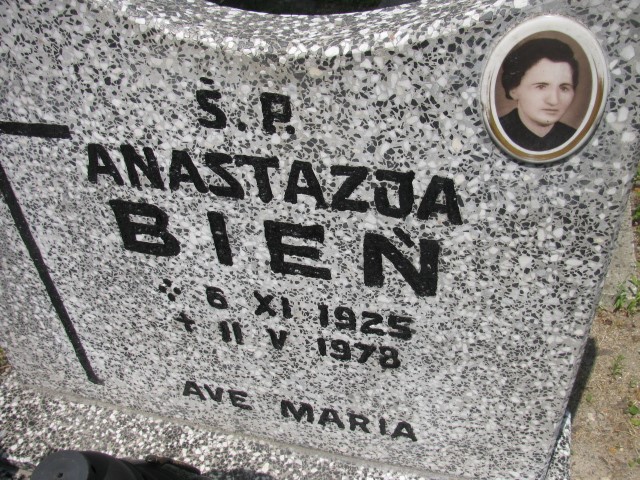 Ś.P.
ANASTAZJA
BIEŃ
* 6 XI 1925
+ 11 V 1978
AVE MARIA